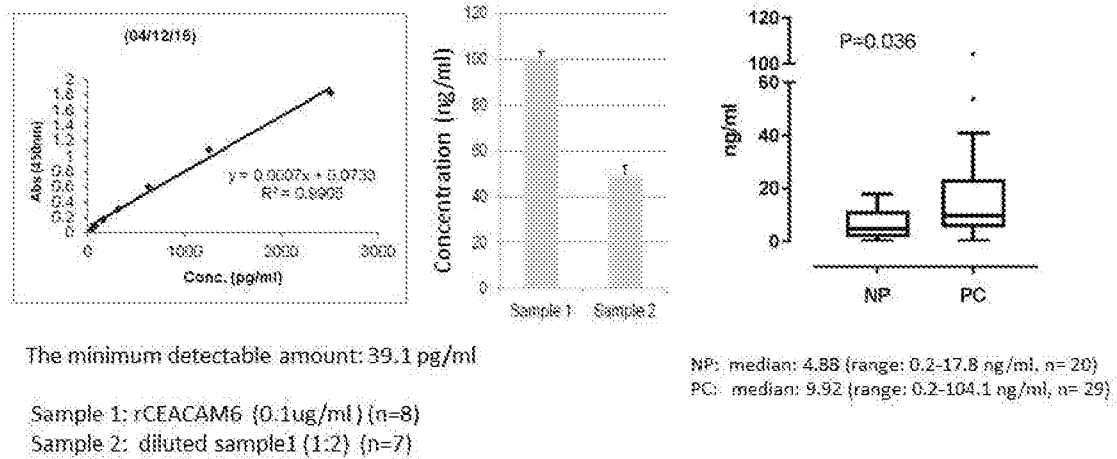 (04/12/16)
Abs (450nm)
1.8
1.6
1.4
1.2
1
0.8
0.6
0.4
0.2
0
y = 0.0007x + 0.0733
R² = 0.9905
0 1000 2000 3000
Conc. (pg/ml)
Concentration (ng/ml)
120
100
80
60
40
20
0
Sample 1 Sample 2
P=0.036
ng/ml
120
100
60
40
20
0
NP PC
The minimum detectable amount: 39.1 pg/ml
Sample 1: rCEACAM6 (0.1ug/ml) (n=8)
Sample 2: diluted sample1 (1:2) (n=7)
NP: median: 4.88 (range: 0.2-17.8 ng/ml, n= 20)
PC: median: 9.92 (range: 0.2-104.1 ng/ml, n= 29)